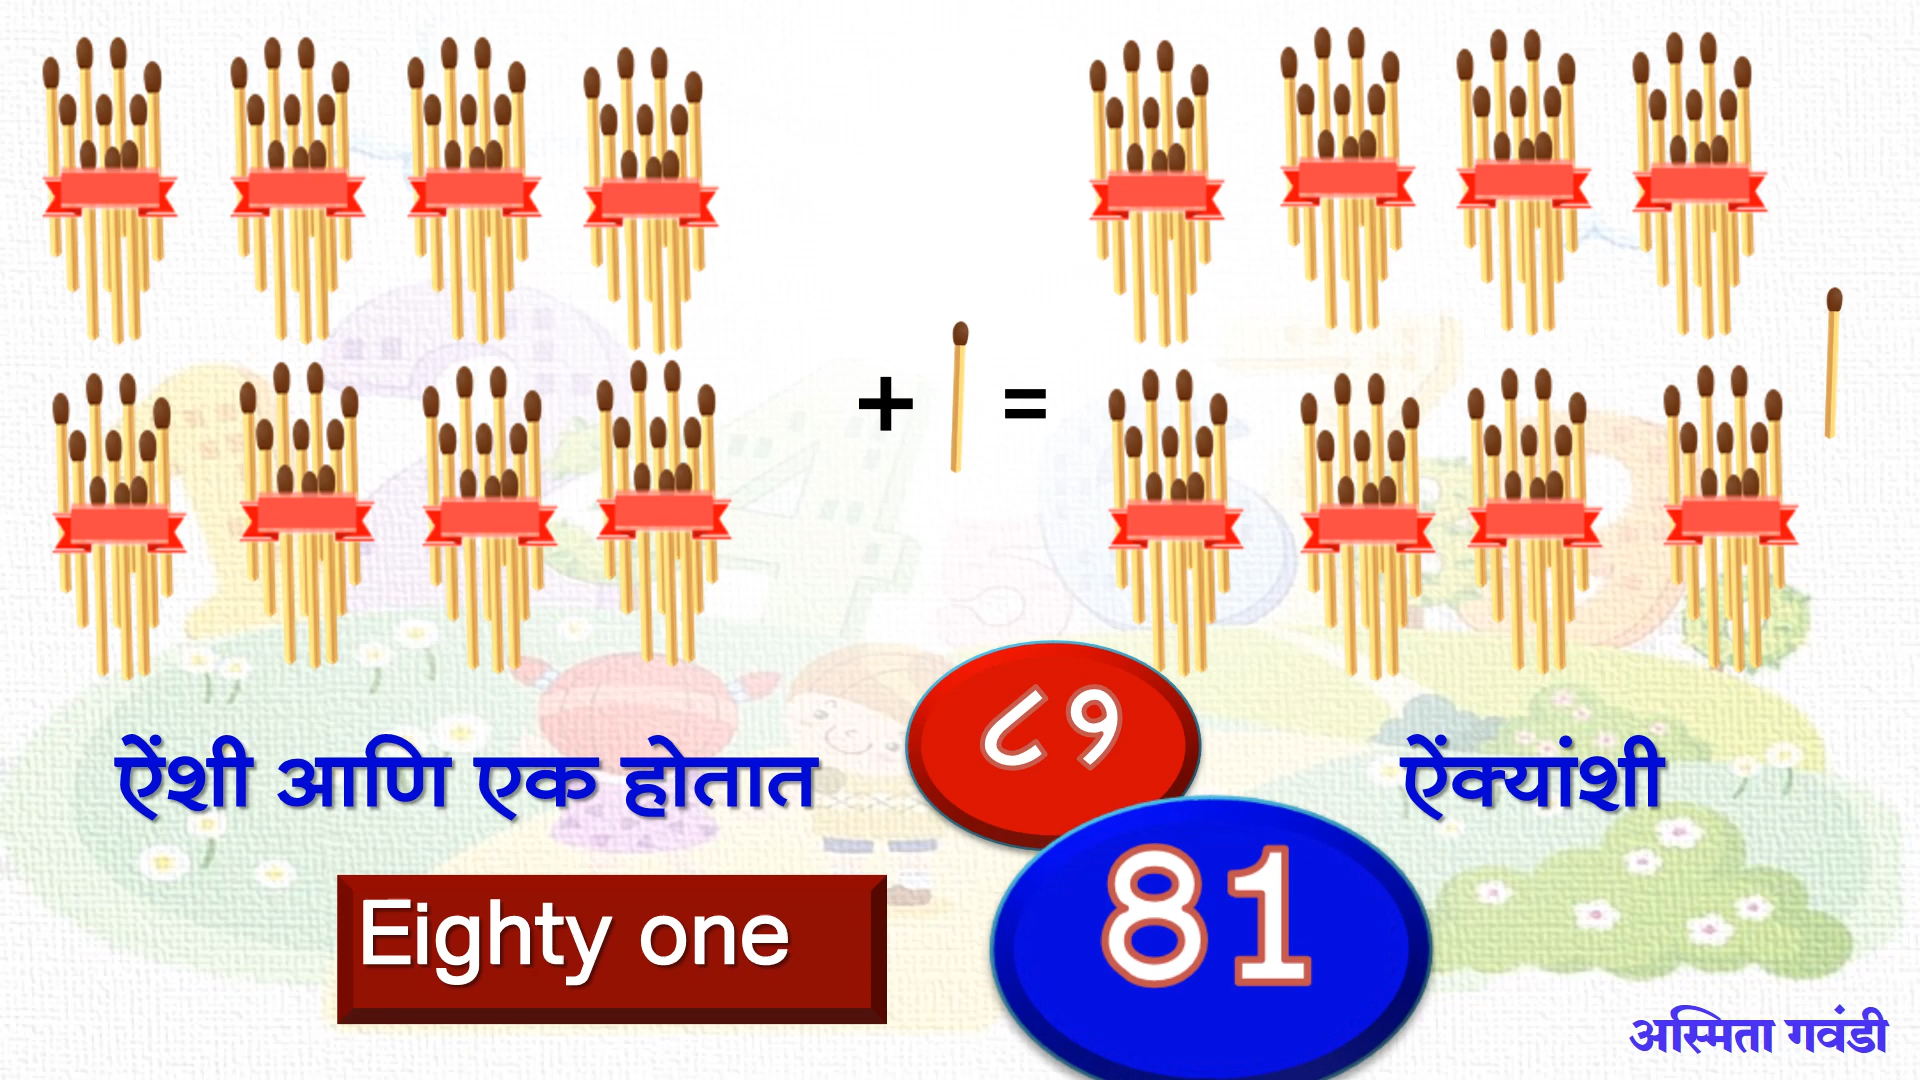 + =
ऐंशी आणि एक होतात ८१ ऐंक्यांशी
Eighty one 81
अस्मिता गवंडी